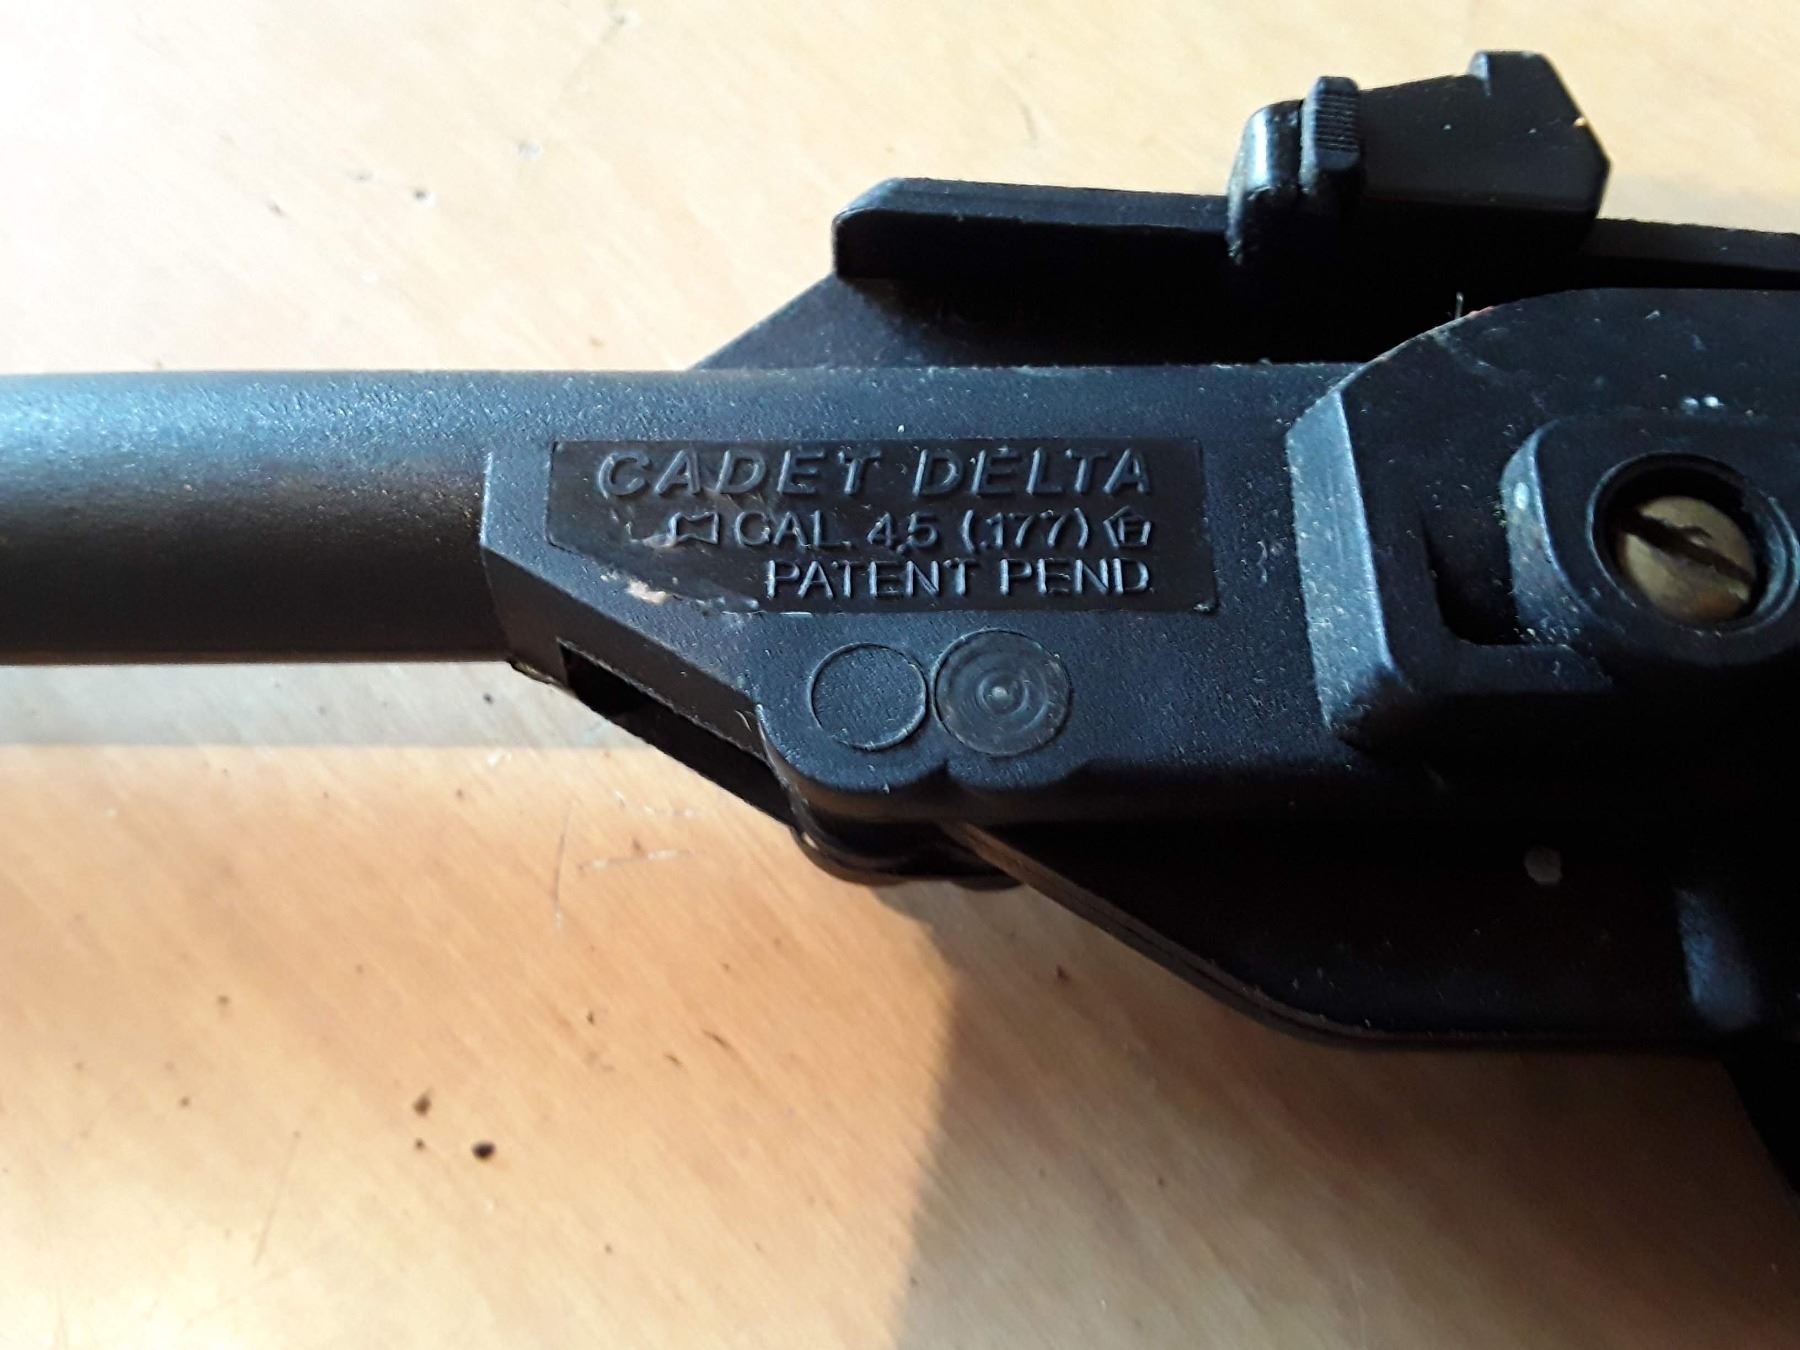 CADET DELTA
CAL. 4,5 (.177)
PATENT PEND